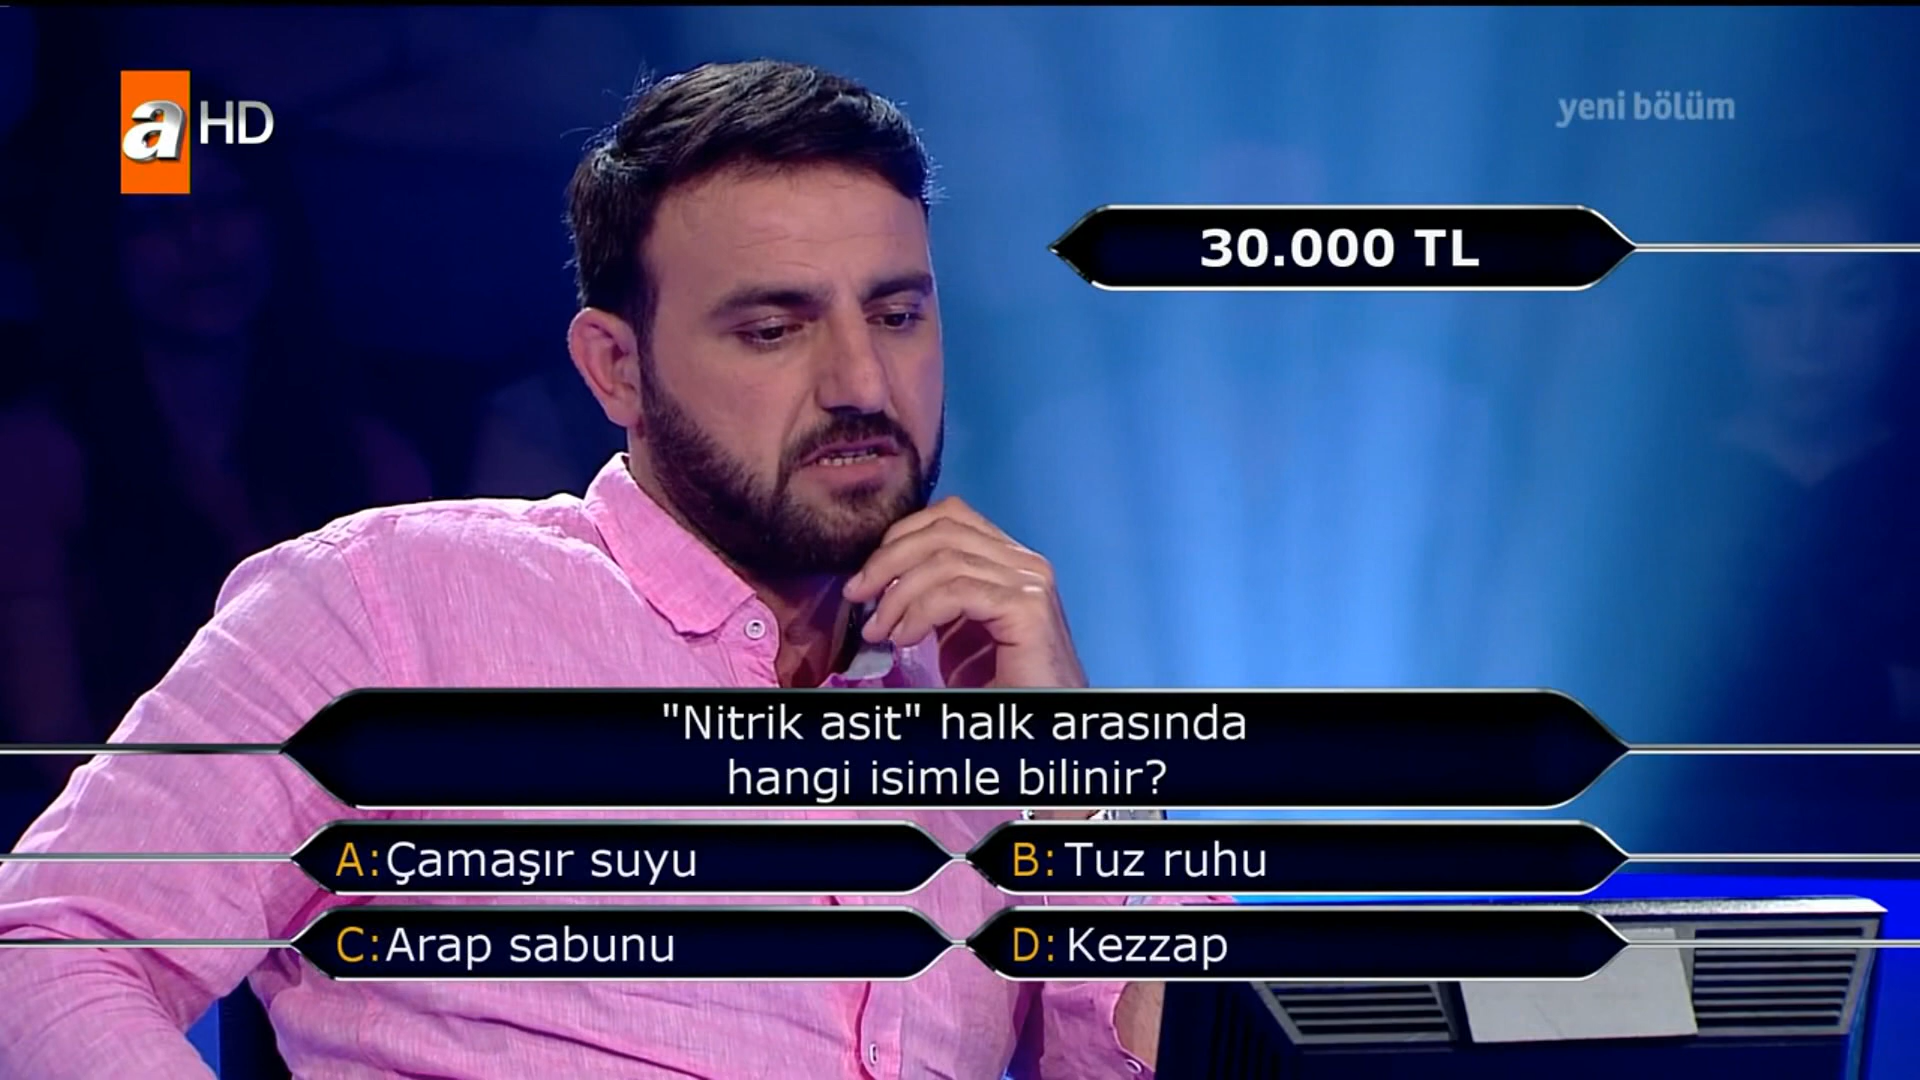 a HD
yeni bölüm
30.000 TL
"Nitrik asit" halk arasında
hangi isimle bilinir?
A: Çamaşır suyu
B: Tuz ruhu
C: Arap sabunu
D: Kezzap